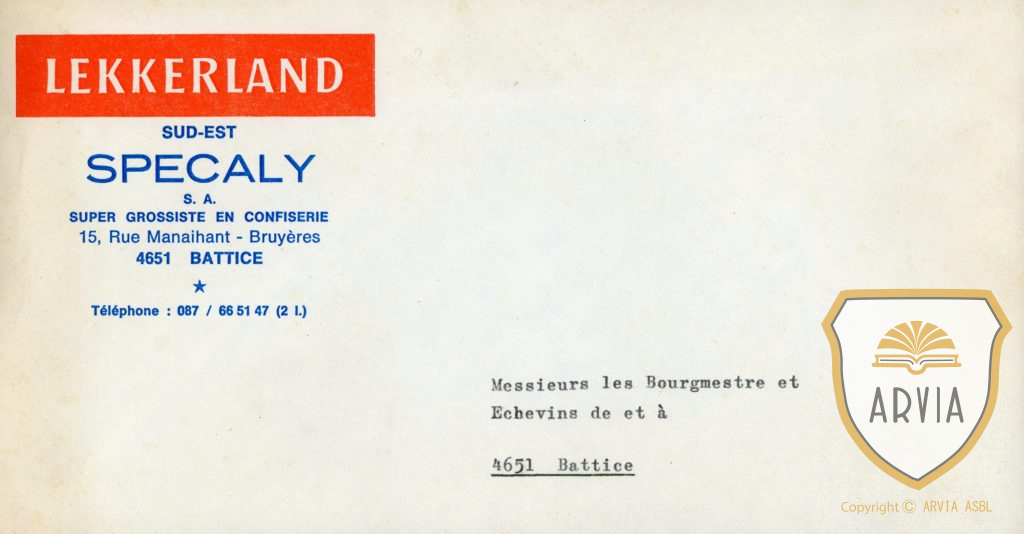 LEKKERLAND
SUD-EST
SPECALY
S. A.
SUPER GROSSISTE EN CONFISERIE
15, Rue Manaihant - Bruyères
4651 BATTICE
★
Téléphone : 087 / 66 51 47 (2 l.)
Messieurs les Bourgmestre et
Echevins de et à
4651 Battice
ARVIA
Copyright © ARVIA ASBL